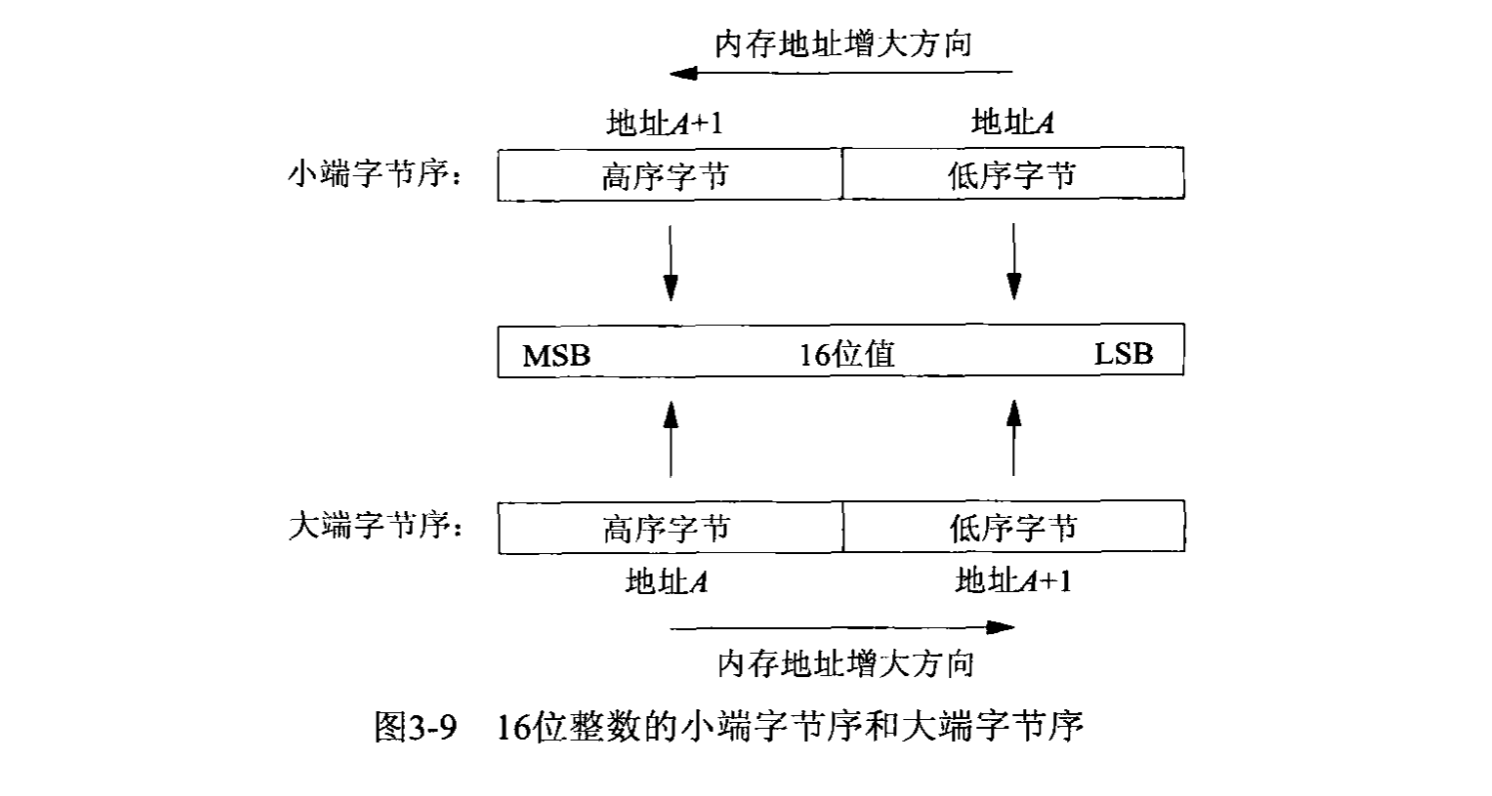 内存地址增大方向
地址A+1 地址A
小端字节序： 高序字节 低序字节
MSB 16位值 LSB
大端字节序： 高序字节 低序字节
地址A 地址A+1
内存地址增大方向
图3-9 16位整数的小端字节序和大端字节序